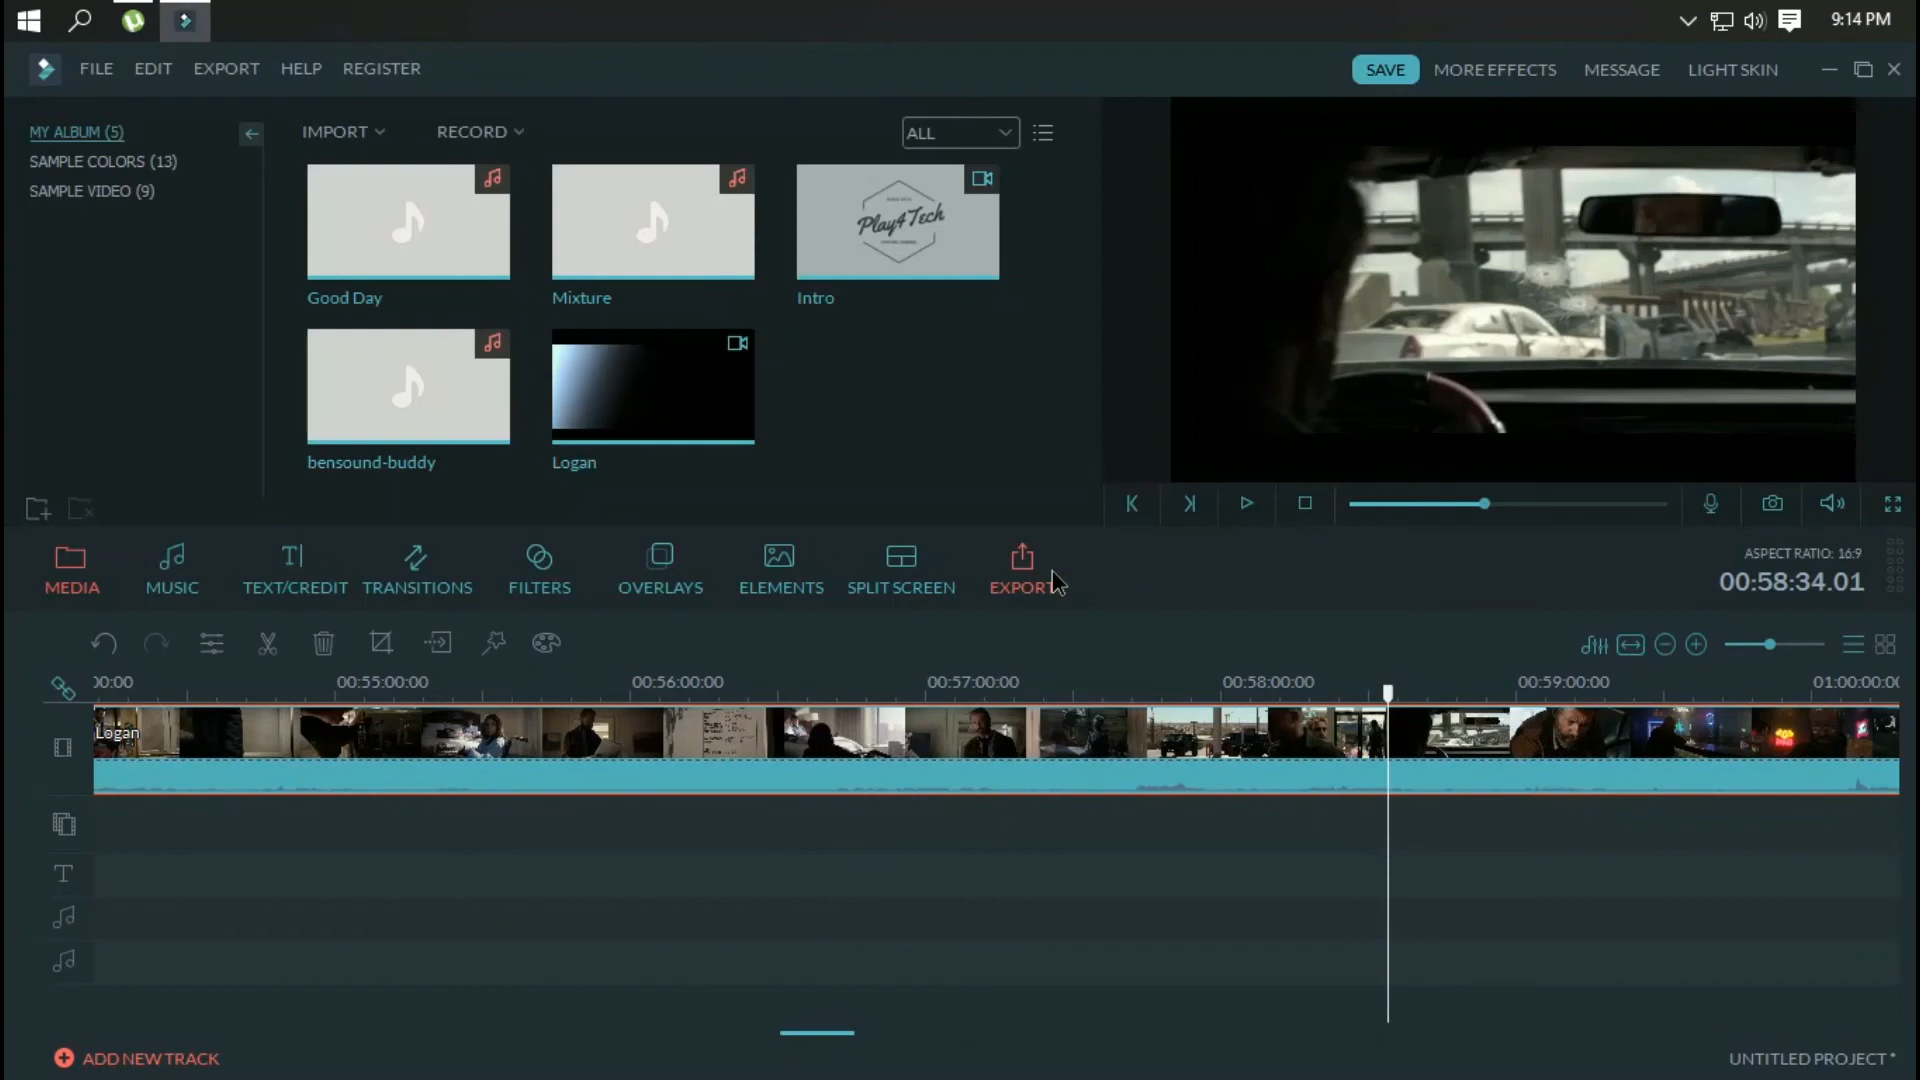 9:14 PM
FILE EDIT EXPORT HELP REGISTER
SAVE MORE EFFECTS MESSAGE LIGHT SKIN
MY ALBUM (5)
SAMPLE COLORS (13)
SAMPLE VIDEO (9)
IMPORT RECORD ALL
Play4Tech
Good Day Mixture Intro
bensound-buddy Logan
ASPECT RATIO: 16:9
00:58:34.01
MEDIA MUSIC TEXT/CREDIT TRANSITIONS FILTERS OVERLAYS ELEMENTS SPLIT SCREEN EXPORT
00:00 00:55:00:00 00:56:00:00 00:57:00:00 00:58:00:00 00:59:00:00 01:00:00:00
Logan
ADD NEW TRACK
UNTITLED PROJECT *